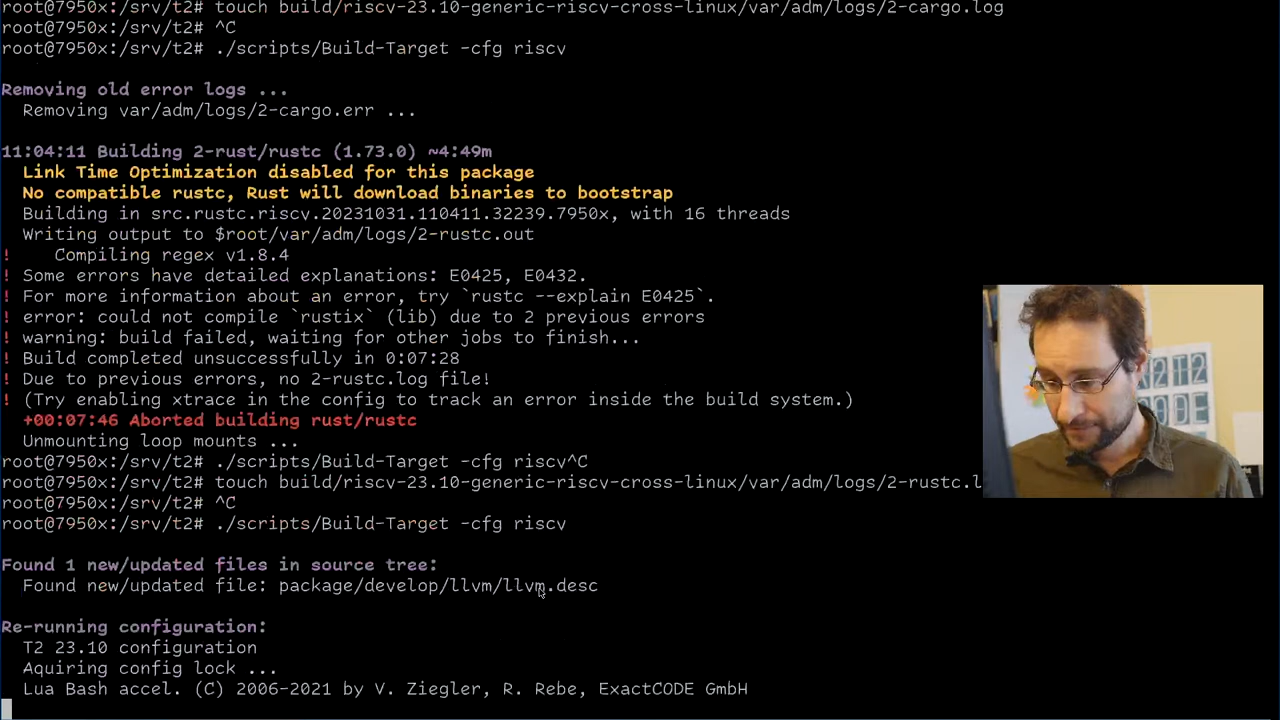 root@7950x:/srv/t2# touch build/riscv-23.10-generic-riscv-cross-linux/var/adm/logs/2-cargo.log
root@7950x:/srv/t2# ^C
root@7950x:/srv/t2# ./scripts/Build-Target -cfg riscv
Removing old error logs ...
Removing var/adm/logs/2-cargo.err ...
11:04:11 Building 2-rust/rustc (1.73.0) ~4:49m
Link Time Optimization disabled for this package
No compatible rustc, Rust will download binaries to bootstrap
Building in src.rustc.riscv.20231031.110411.32239.7950x, with 16 threads
Writing output to $root/var/adm/logs/2-rustc.out
! Compiling regex v1.8.4
! Some errors have detailed explanations: E0425, E0432.
! For more information about an error, try `rustc --explain E0425`.
! error: could not compile `rustix` (lib) due to 2 previous errors
! warning: build failed, waiting for other jobs to finish...
! Build completed unsuccessfully in 0:07:28
! Due to previous errors, no 2-rustc.log file!
! (Try enabling xtrace in the config to track an error inside the build system.)
+00:07:46 Aborted building rust/rustc
Unmounting loop mounts ...
root@7950x:/srv/t2# ./scripts/Build-Target -cfg riscv^C
root@7950x:/srv/t2# touch build/riscv-23.10-generic-riscv-cross-linux/var/adm/logs/2-rustc.l
root@7950x:/srv/t2# ^C
root@7950x:/srv/t2# ./scripts/Build-Target -cfg riscv
Found 1 new/updated files in source tree:
Found new/updated file: package/develop/llvm/llvm.desc
Re-running configuration:
T2 23.10 configuration
Aquiring config lock ...
Lua Bash accel. (C) 2006-2021 by V. Ziegler, R. Rebe, ExactCODE GmbH